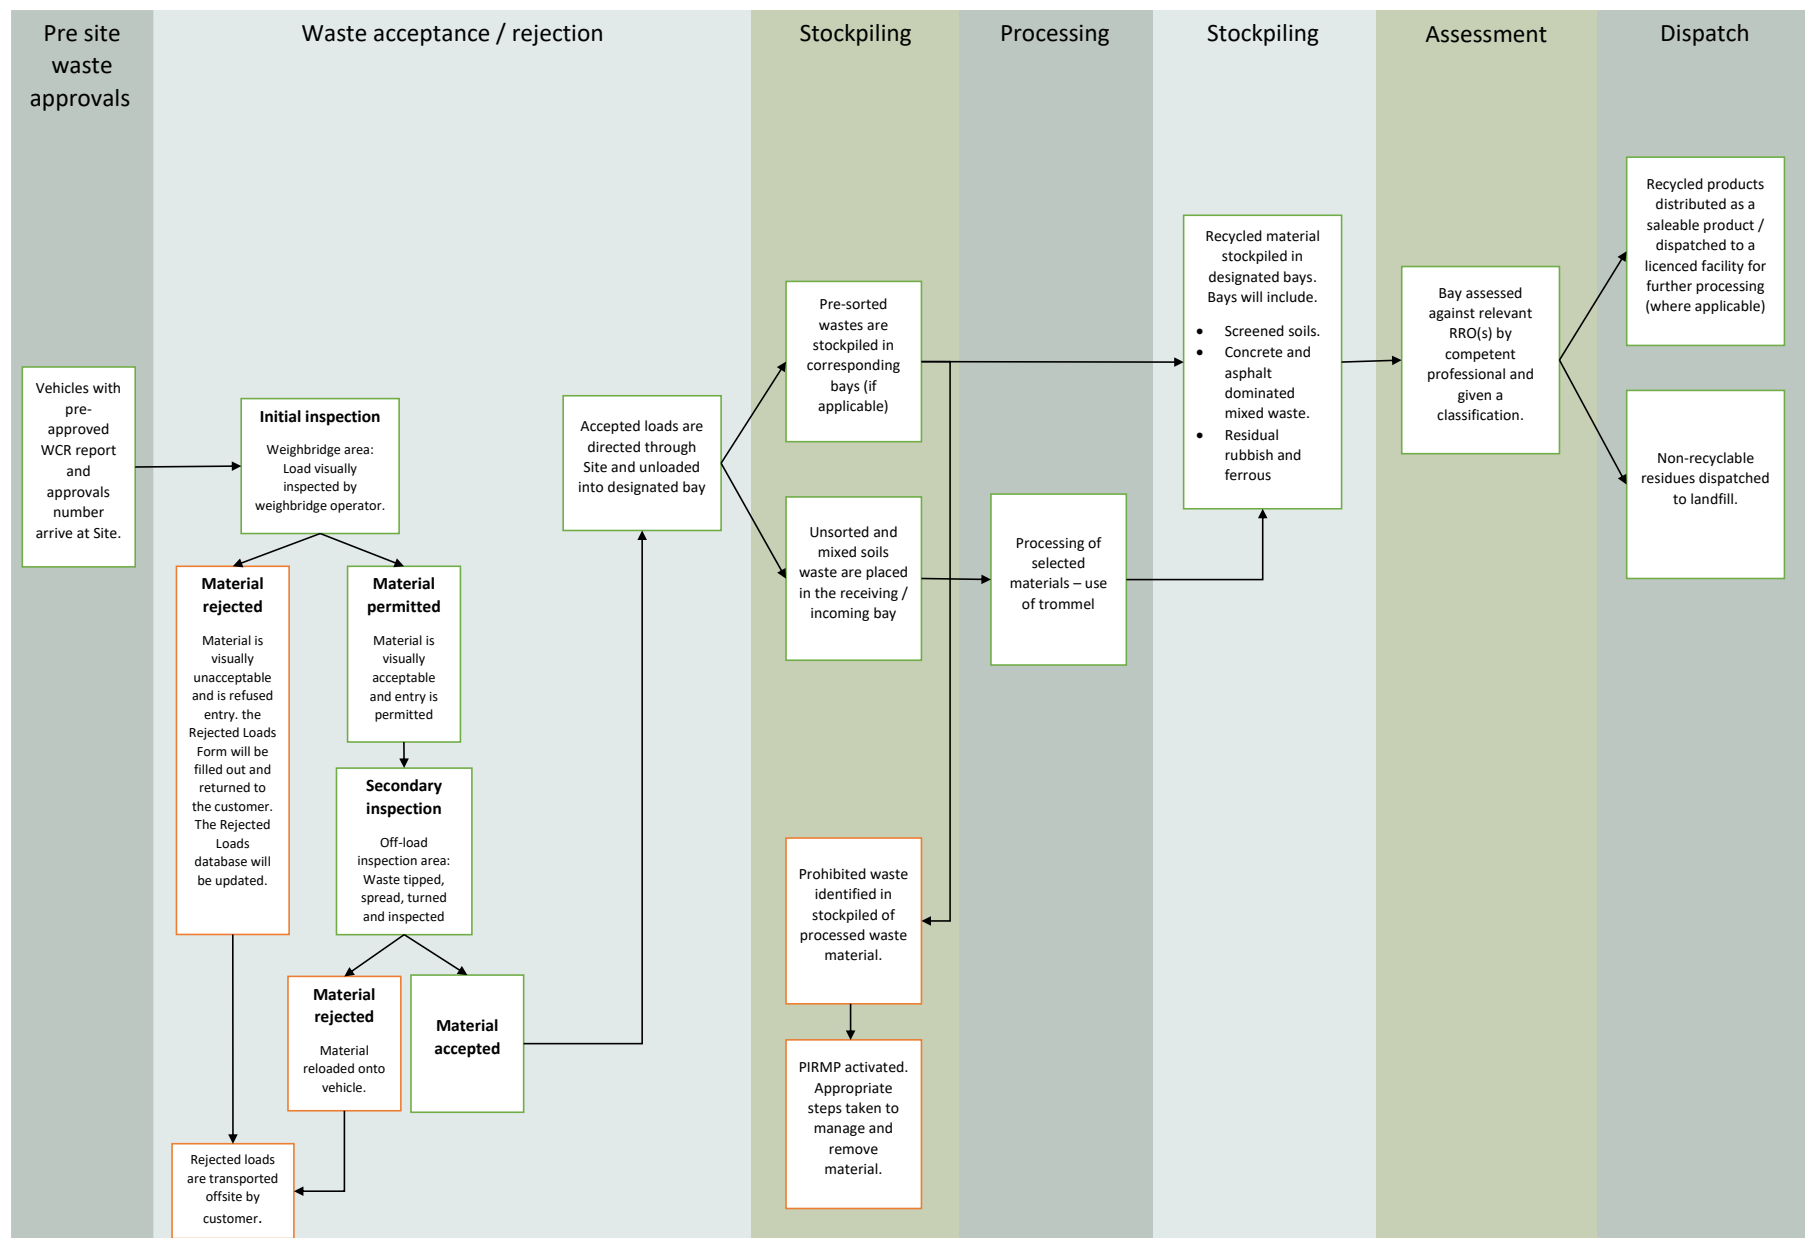 Pre site
waste
approvals
Waste acceptance / rejection
Stockpiling
Processing
Stockpiling
Assessment
Dispatch
Vehicles with
pre-
approved
WCR report
and
approvals
number
arrive at Site.
Initial inspection
Weighbridge area:
Load visually
inspected by
weighbridge operator.
Material
rejected
Material is
visually
unacceptable
and is refused
entry. the
Rejected Loads
Form will be
filled out and
returned to
the customer.
The Rejected
Loads
database will
be updated.
Material
permitted
Material is
visually
acceptable
and entry is
permitted
Secondary
inspection
Off-load
inspection area:
Waste tipped,
spread, turned
and inspected
Material
rejected
Material
reloaded onto
vehicle.
Material
accepted
Rejected loads
are transported
offsite by
customer.
Accepted loads are
directed through
Site and unloaded
into designated bay
Pre-sorted
wastes are
stockpiled in
corresponding
bays (if
applicable)
Unsorted and
mixed soils
waste are placed
in the receiving /
incoming bay
Prohibited waste
identified in
stockpiled of
processed waste
material.
PIRMP activated.
Appropriate
steps taken to
manage and
remove
material.
Processing of
selected
materials – use
of trommel
Recycled material
stockpiled in
designated bays.
Bays will include.
• Screened soils.
• Concrete and
asphalt
dominated
mixed waste.
• Residual
rubbish and
ferrous
Bay assessed
against relevant
RRO(s) by
competent
professional and
given a
classification.
Recycled products
distributed as a
saleable product /
dispatched to a
licenced facility for
further processing
(where applicable)
Non-recyclable
residues dispatched
to landfill.